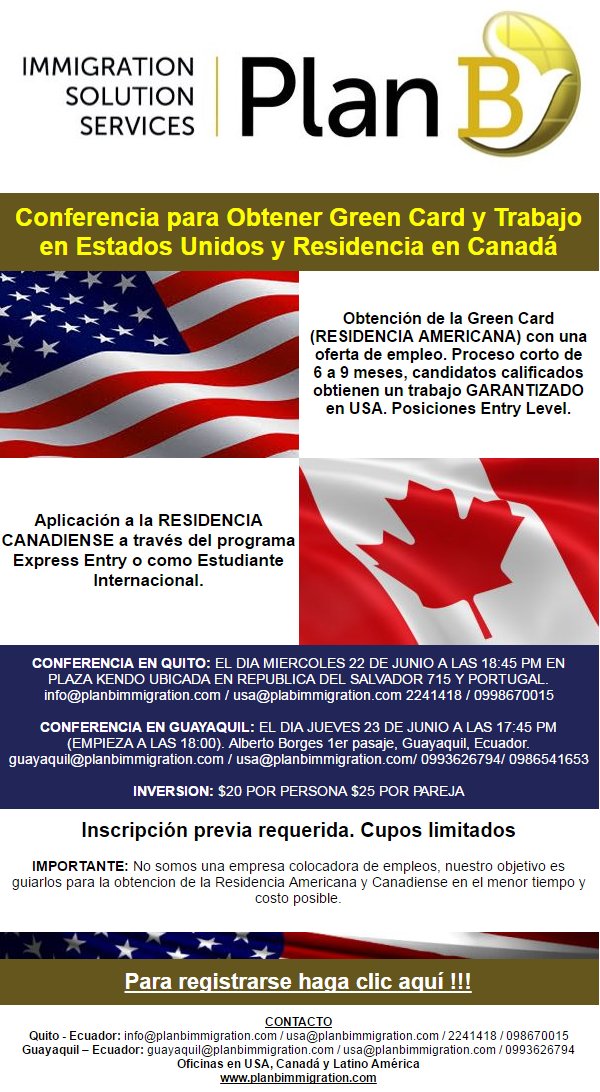 IMMIGRATION
SOLUTION
SERVICES
Plan B
Conferencia para Obtener Green Card y Trabajo
en Estados Unidos y Residencia en Canadá
Obtención de la Green Card
(RESIDENCIA AMERICANA) con una
oferta de empleo. Proceso corto de
6 a 9 meses, candidatos calificados
obtienen un trabajo GARANTIZADO
en USA. Posiciones Entry Level.
Aplicación a la RESIDENCIA
CANADIENSE a través del programa
Express Entry o como Estudiante
Internacional.
CONFERENCIA EN QUITO: EL DIA MIERCOLES 22 DE JUNIO A LAS 18:45 PM EN
PLAZA KENDO UBICADA EN REPUBLICA DEL SALVADOR 715 Y PORTUGAL.
info@planbimmigration.com / usa@plabimmigration.com 2241418 / 0998670015
CONFERENCIA EN GUAYAQUIL: EL DIA JUEVES 23 DE JUNIO A LAS 17:45 PM
(EMPIEZA A LAS 18:00). Alberto Borges 1er pasaje, Guayaquil, Ecuador.
guayaquil@planbimmigration.com / usa@planbimmigration.com/ 0993626794/ 0986541653
INVERSION: $20 POR PERSONA $25 POR PAREJA
Inscripción previa requerida. Cupos limitados
IMPORTANTE: No somos una empresa colocadora de empleos, nuestro objetivo es
guiarlos para la obtencion de la Residencia Americana y Canadiense en el menor tiempo y
costo posible.
Para registrarse haga clic aquí !!!
CONTACTO
Quito - Ecuador: info@planbimmigration.com / usa@planbimmigration.com / 2241418 / 098670015
Guayaquil – Ecuador: guayaquil@planbimmigration.com / usa@planbimmigration.com / 0993626794
Oficinas en USA, Canadá y Latino América
www.planbimmigration.com